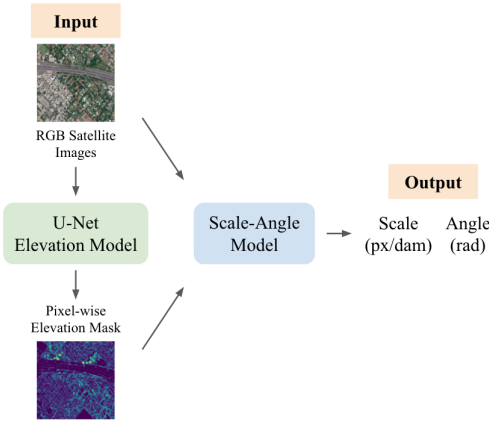 Input
RGB Satellite
Images
U-Net
Elevation Model
Pixel-wise
Elevation Mask
Scale-Angle
Model
Output
Scale
(px/dam)
Angle
(rad)